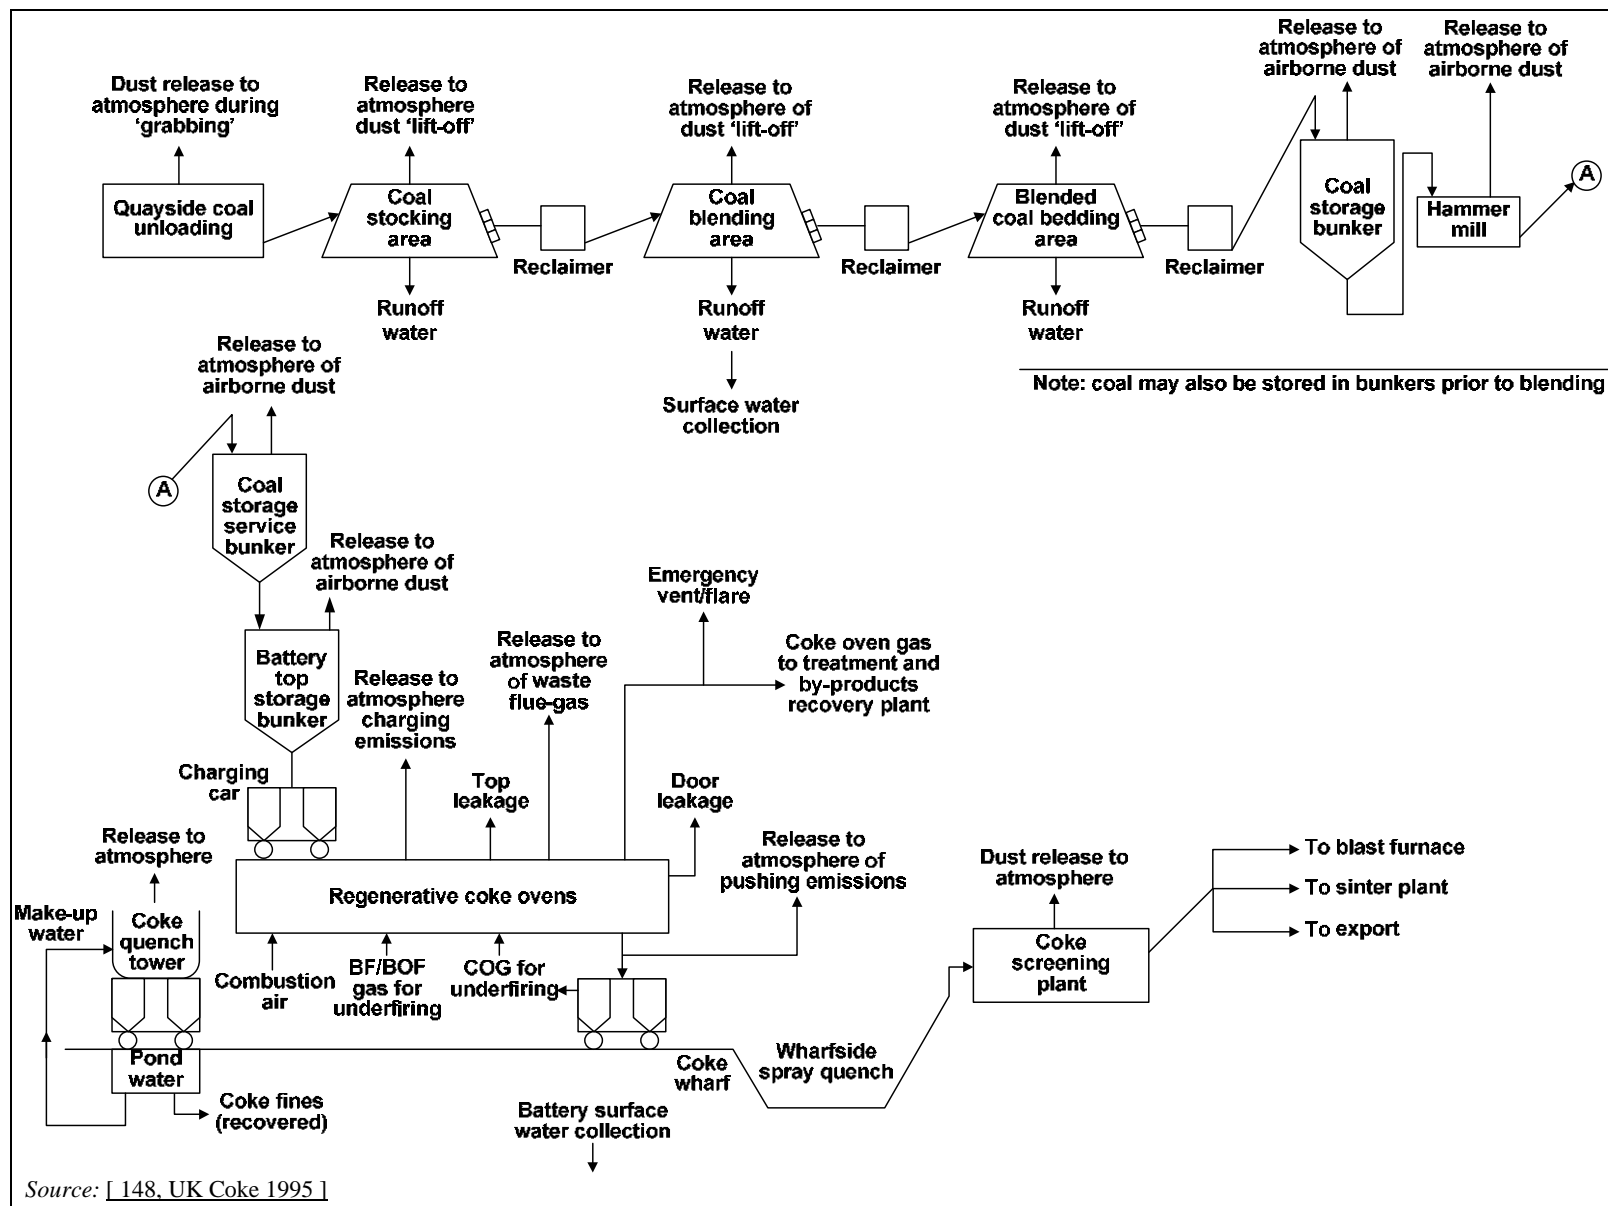 Dust release to
atmosphere during
‘grabbing’
Release to
atmosphere
dust ‘lift-off’
Release to
atmosphere of
dust ‘lift-off’
Release to
atmosphere of
dust ‘lift-off’
Release to
atmosphere of
airborne dust
Release to
atmosphere of
airborne dust
Quayside coal
unloading
Coal
stocking
area
Reclaimer
Coal
blending
area
Reclaimer
Blended
coal bedding
area
Reclaimer
Coal
storage
bunker
Hammer
mill
A
Runoff
water
Runoff
water
Runoff
water
Surface water
collection
Note: coal may also be stored in bunkers prior to blending
Release to
atmosphere of
airborne dust
A
Coal
storage
service
bunker
Release to
atmosphere of
airborne dust
Battery
top
storage
bunker
Charging
car
Release to
atmosphere
charging
emissions
Top
leakage
Release to
atmosphere
of waste
flue-gas
Emergency
vent/flare
Coke oven gas
to treatment and
by-products
recovery plant
Door
leakage
Release to
atmosphere of
pushing emissions
Regenerative coke ovens
Combustion
air
BF/BOF
gas for
underfiring
COG for
underfiring
Release to
atmosphere
Make-up
water
Coke
quench
tower
Pond
water
Coke fines
(recovered)
Coke
wharf
Wharfside
spray quench
Battery surface
water collection
Dust release to
atmosphere
Coke
screening
plant
To blast furnace
To sinter plant
To export
Source: [ 148, UK Coke 1995 ]